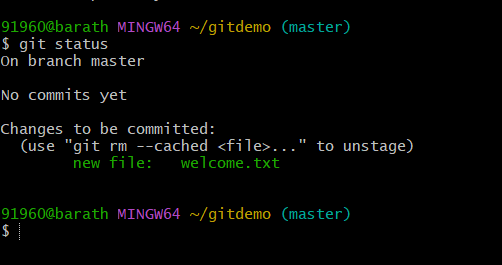 91960@barath MINGW64 ~/gitdemo (master)
$ git status
On branch master
No commits yet
Changes to be committed:
(use "git rm --cached <file>..." to unstage)
new file: welcome.txt
91960@barath MINGW64 ~/gitdemo (master)
$